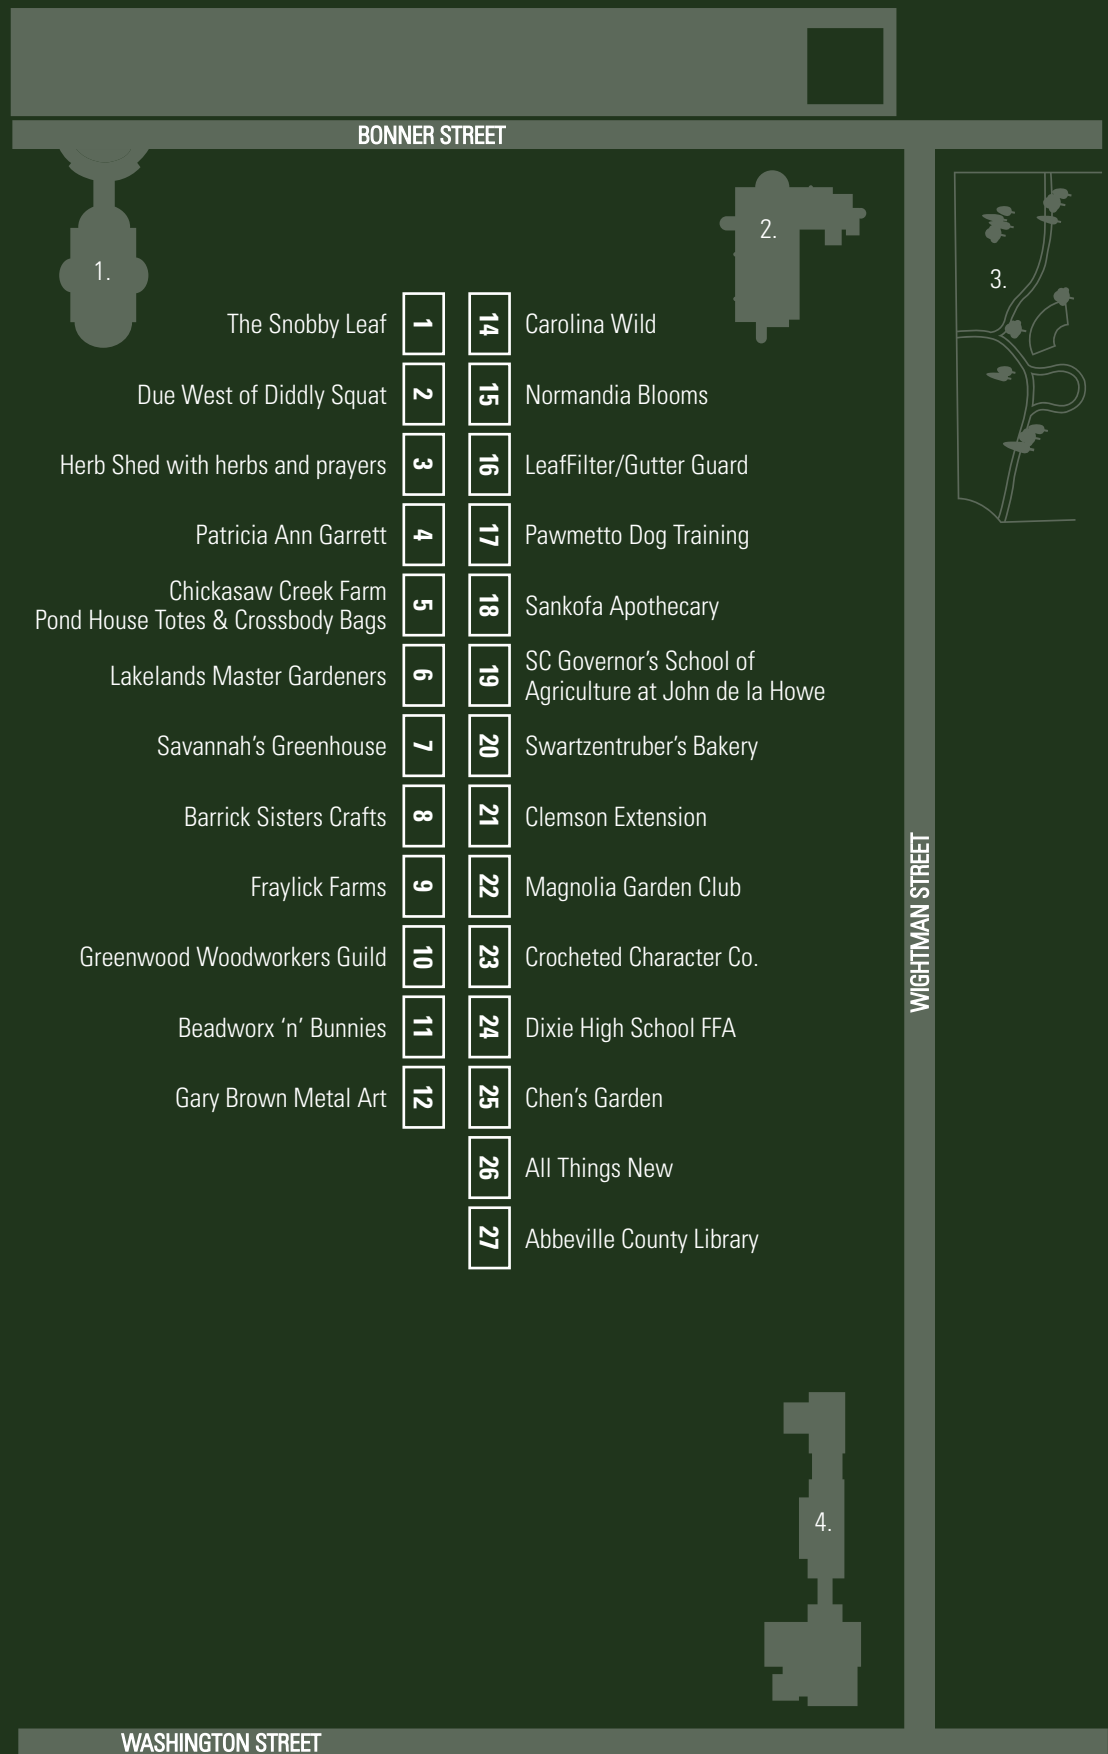 BONNER STREET
1.
2.
3.
The Snobby Leaf 1
14 Carolina Wild
Due West of Diddly Squat 2
15 Normandia Blooms
Herb Shed with herbs and prayers 3
16 LeafFilter/Gutter Guard
Patricia Ann Garrett 4
17 Pawmetto Dog Training
Chickasaw Creek Farm
Pond House Totes & Crossbody Bags 5
18 Sankofa Apothecary
Lakelands Master Gardeners 6
19 SC Governor’s School of
Agriculture at John de la Howe
Savannah’s Greenhouse 7
20 Swartzentruber’s Bakery
Barrick Sisters Crafts 8
21 Clemson Extension
Fraylick Farms 9
22 Magnolia Garden Club
Greenwood Woodworkers Guild 10
23 Crocheted Character Co.
Beadworx ‘n’ Bunnies 11
24 Dixie High School FFA
Gary Brown Metal Art 12
25 Chen’s Garden
26 All Things New
27 Abbeville County Library
WIGHTMAN STREET
4.
WASHINGTON STREET